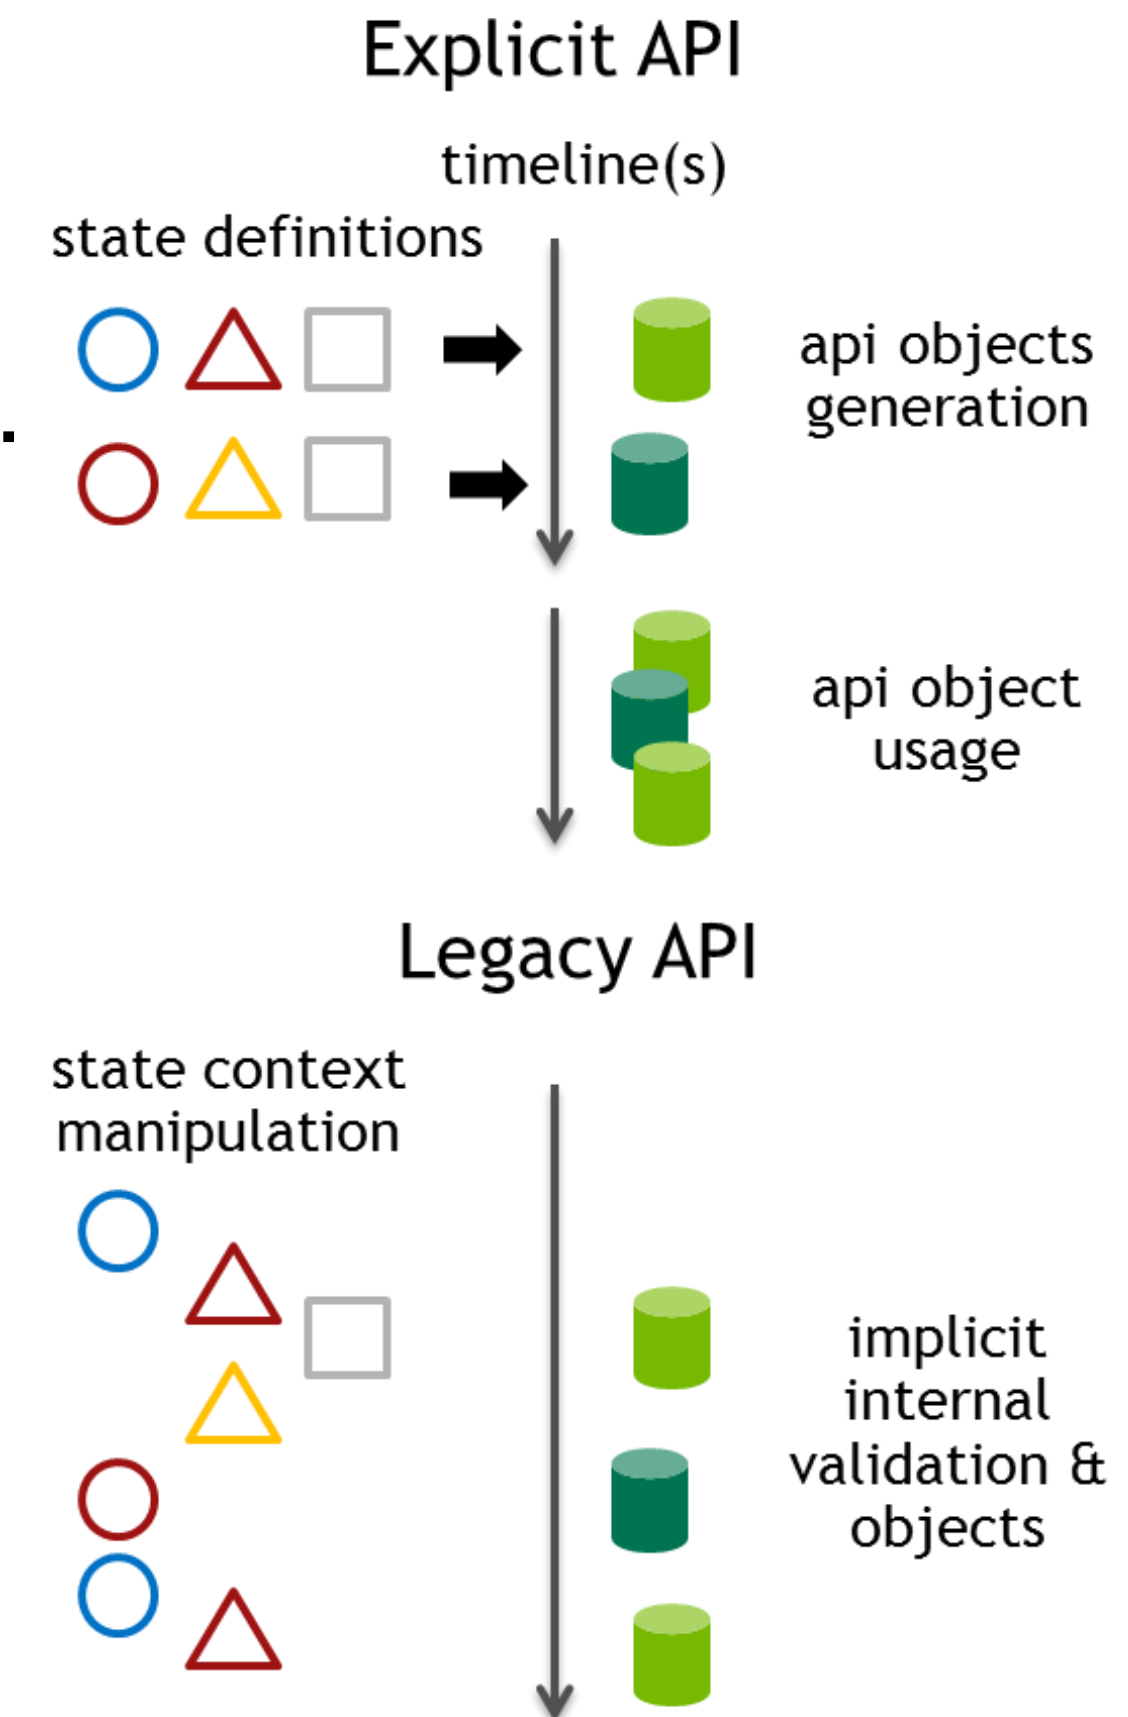 Explicit API
timeline(s)
state definitions
api objects
generation
api object
usage
Legacy API
state context
manipulation
implicit
internal
validation &
objects